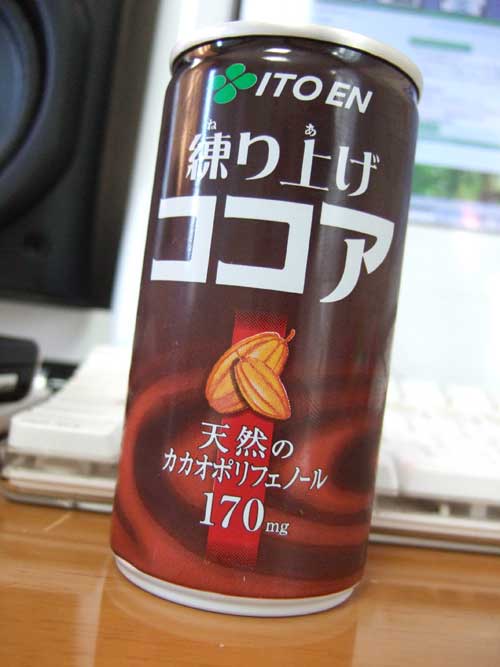 ITO EN
ね あ
練り上げ
ココア
天然の
カカオポリフェノール
170mg